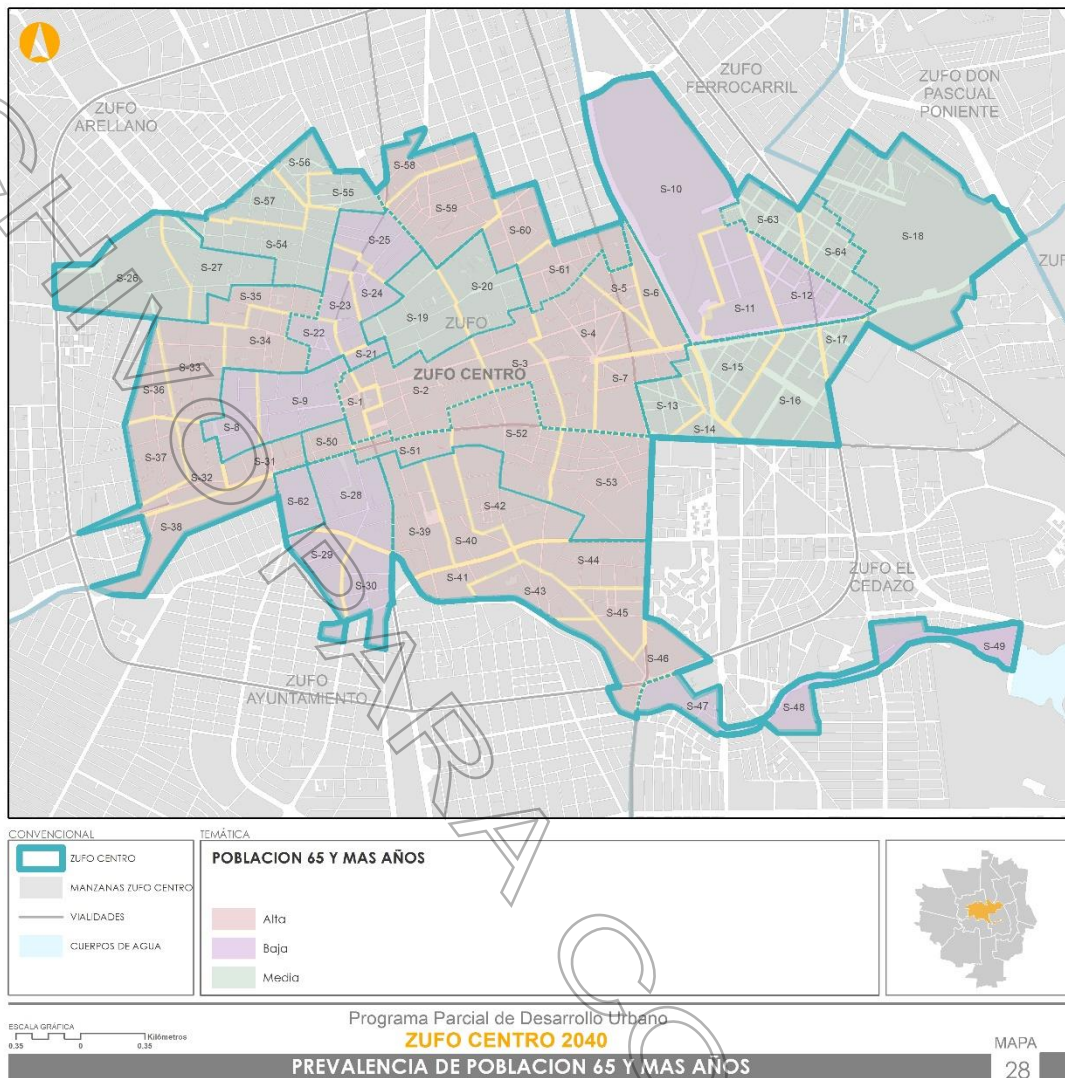 ZUFO
FERROCARRIL
ZUFO DON
PASCUAL
PONIENTE
ZUFO
ARELLANO
S-56
S-58
S-57
S-55
S-59
S-10
S-63
S-18
S-25
S-60
S-54
S-64
ZUF
S-26
S-27
S-61
S-35
S-24
S-20
S-5
S-6
S-12
S-23
S-11
S-19
ZUFO
S-22
S-4
S-17
S-34
S-21
S-3
S-33
ZUFO CENTRO
S-15
S-36
S-9
S-1
S-2
S-7
S-13
S-16
S-8
S-14
S-52
S-50
S-51
S-37
S-31
S-32
S-53
S-62
S-28
S-42
S-38
S-39
S-40
S-29
S-44
S-41
S-30
S-43
S-45
ZUFO EL
CEDAZO
S-46
S-49
ZUFO
AYUNTAMIENTO
S-47
S-48
CHIVO PARA CO
CONVENCIONAL
ZUFO CENTRO
MANZANAS ZUFO CENTRO
VIALIDADES
CUERPOS DE AGUA
TEMÁTICA
POBLACION 65 Y MAS AÑOS
Alta
Baja
Media
ESCALA GRÁFICA
Kilómetros
0.35 0 0.35
Programa Parcial de Desarrollo Urbano
ZUFO CENTRO 2040
PREVALENCIA DE POBLACION 65 Y MAS AÑOS
MAPA
28